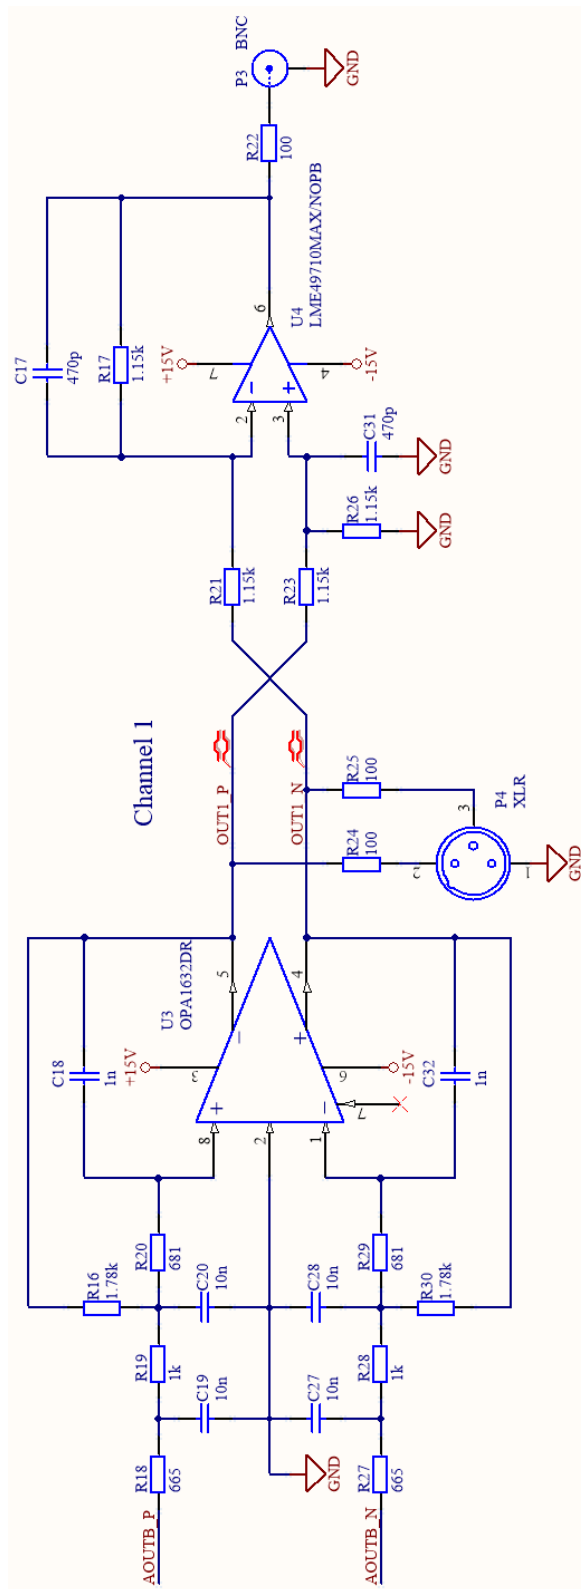 BNC
P3
GND
R22
100
U4
LME49710MAX/NOPB
6
+15V
7
4
-15V
C17
470p
R17
1.15k
2
3
C31
470p
GND
R26
1.15k
GND
R21
1.15k
R23
1.15k
Channel 1
OUT1_P
OUT1_N
R25
100
R24
100
P4
XLR
3
2
1
GND
U3
OPA1632DR
5
4
C18
1n
+15V
3
6
-15V
7
C32
1n
8
2
1
R16
1.78k
R20
681
C20
10n
C28
10n
R29
681
R30
1.78k
R19
1k
C19
10n
C27
10n
R28
1k
R18
665
GND
R27
665
AOUTB_P
AOUTB_N